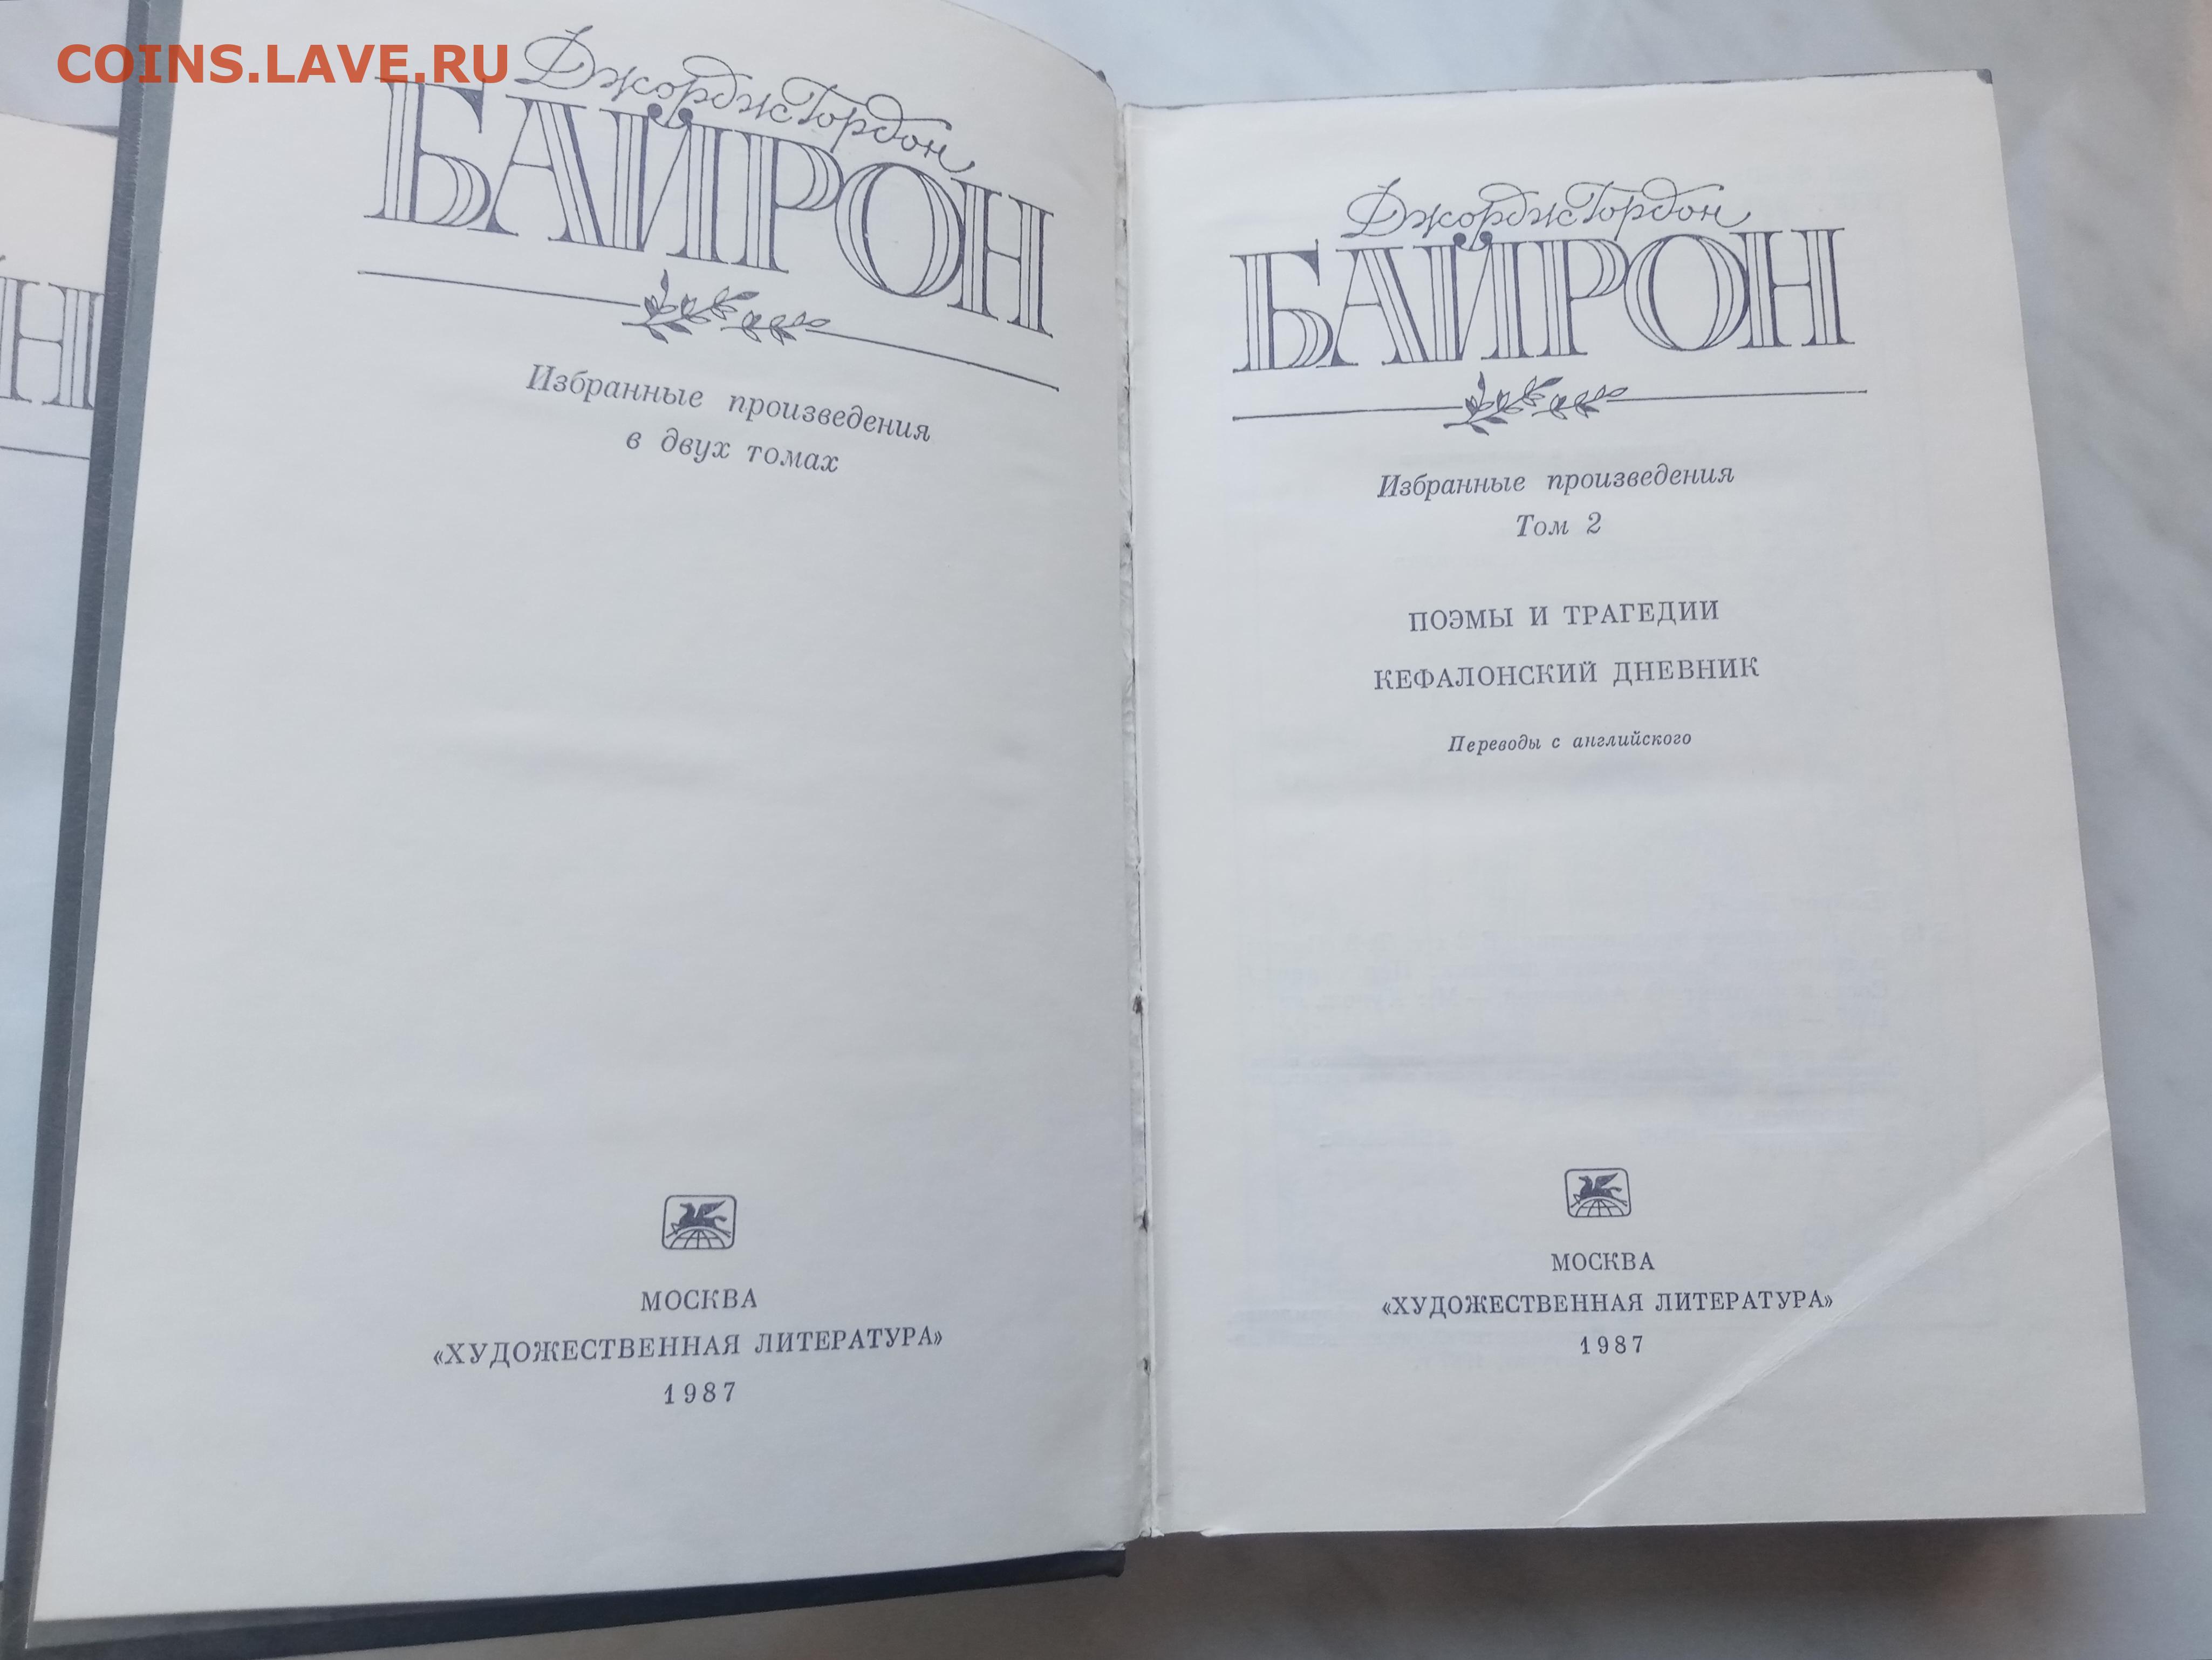 COINS.LAVE.RU
Джордж Гордон
БАЙРОН
Избранные произведения
в двух томах
МОСКВА
«ХУДОЖЕСТВЕННАЯ ЛИТЕРАТУРА»
1987
Джордж Гордон
БАЙРОН
Избранные произведения
Том 2
ПОЭМЫ И ТРАГЕДИИ
КЕФАЛОНСКИЙ ДНЕВНИК
Переводы с английского
МОСКВА
«ХУДОЖЕСТВЕННАЯ ЛИТЕРАТУРА»
1987